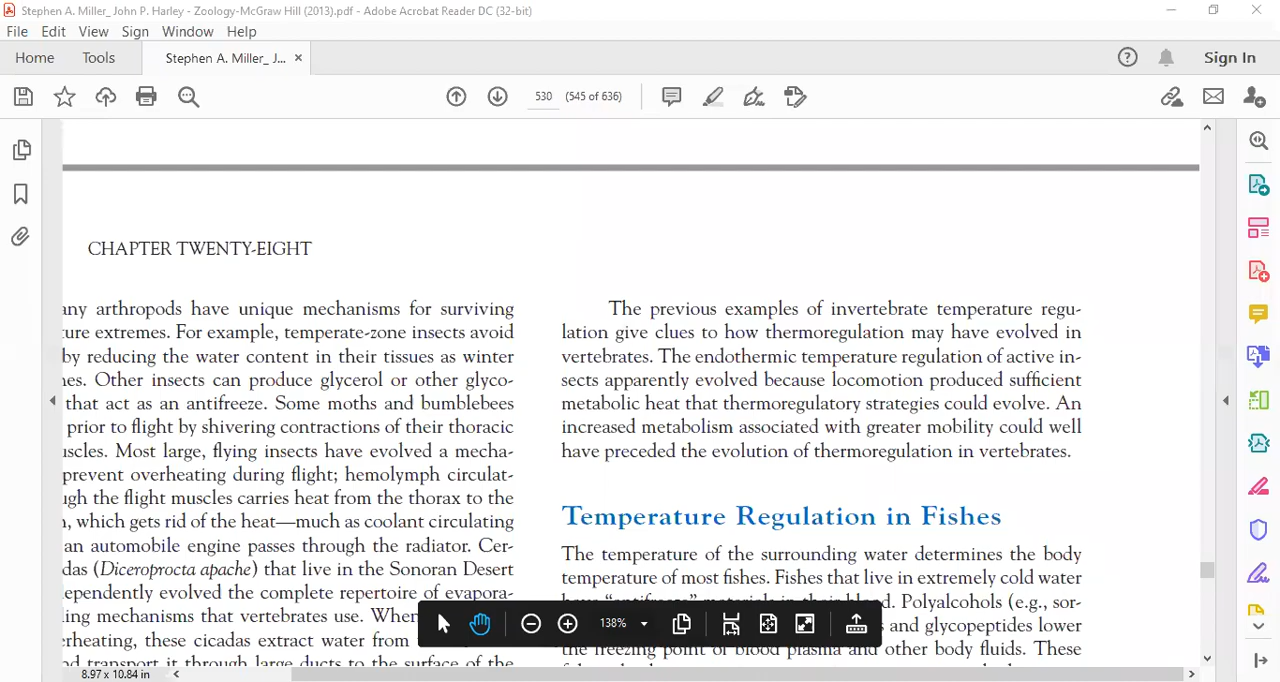 Stephen A. Miller_ John P. Harley - Zoology-McGraw Hill (2013).pdf - Adobe Acrobat Reader DC (32-bit)
File Edit View Sign Window Help
Home Tools Stephen A. Miller_ J... × Sign In
530 (545 of 636)
CHAPTER TWENTY-EIGHT
any arthropods have unique mechanisms for surviving
ture extremes. For example, temperate-zone insects avoid
by reducing the water content in their tissues as winter
nes. Other insects can produce glycerol or other glyco-
that act as an antifreeze. Some moths and bumblebees
prior to flight by shivering contractions of their thoracic
uscles. Most large, flying insects have evolved a mecha-
prevent overheating during flight; hemolymph circulat-
ugh the flight muscles carries heat from the thorax to the
n, which gets rid of the heat—much as coolant circulating
an automobile engine passes through the radiator. Cer-
das (Diceroprocta apache) that live in the Sonoran Desert
dependently evolved the complete repertoire of evapora-
ling mechanisms that vertebrates use. When
erheating, these cicadas extract water from
nd transport it through large ducts to the surface of the
The previous examples of invertebrate temperature regu-
lation give clues to how thermoregulation may have evolved in
vertebrates. The endothermic temperature regulation of active in-
sects apparently evolved because locomotion produced sufficient
metabolic heat that thermoregulatory strategies could evolve. An
increased metabolism associated with greater mobility could well
have preceded the evolution of thermoregulation in vertebrates.
Temperature Regulation in Fishes
The temperature of the surrounding water determines the body
temperature of most fishes. Fishes that live in extremely cold water
have "antifreeze" materials in their blood. Polyalcohols (e.g., sor-
s and glycopeptides lower
the freezing point of blood plasma and other body fluids. These
138%
8.97 x 10.84 in